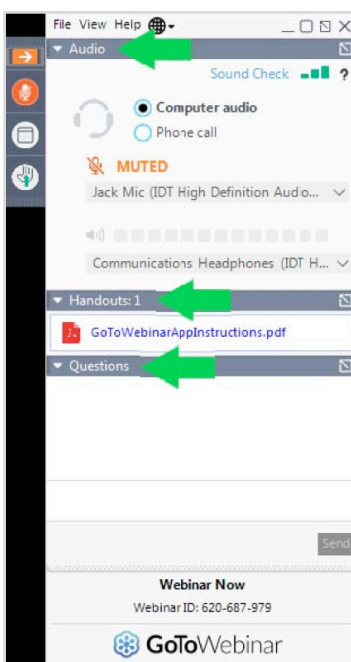 File View Help
Audio
Sound Check ?
Computer audio
Phone call
MUTED
Jack Mic (IDT High Definition Audio...
Communications Headphones (IDT H...
Handouts: 1
GoToWebinarAppInstructions.pdf
Questions
Send
Webinar Now
Webinar ID: 620-687-979
GoToWebinar